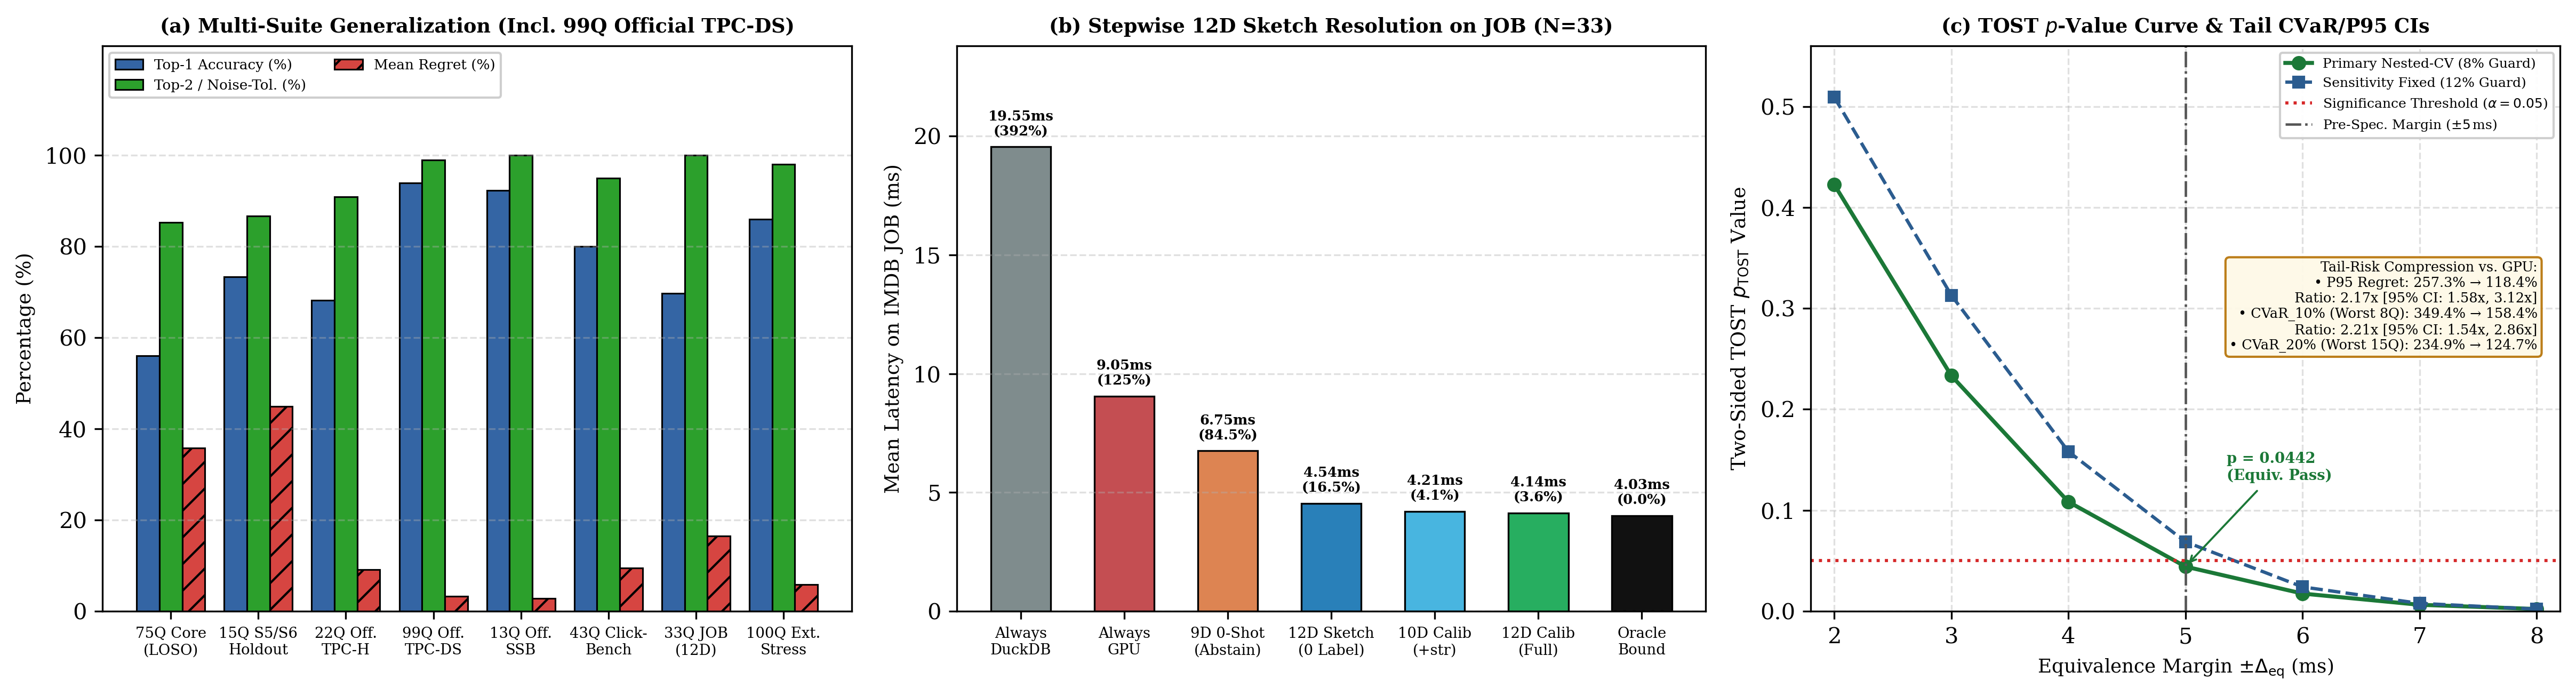 (a) Multi-Suite Generalization (Incl. 99Q Official TPC-DS)
Top-1 Accuracy (%)
Top-2 / Noise-Tol. (%)
Mean Regret (%)
Percentage (%)
100
80
60
40
20
0
75Q Core
(LOSO)
15Q S5/S6
Holdout
22Q Off.
TPC-H
99Q Off.
TPC-DS
13Q Off.
SSB
43Q Click-
Bench
33Q JOB
(12D)
100Q Ext.
Stress
(b) Stepwise 12D Sketch Resolution on JOB (N=33)
Mean Latency on IMDB JOB (ms)
20
15
10
5
0
19.55ms
(392%)
9.05ms
(125%)
6.75ms
(84.5%)
4.54ms
(16.5%)
4.21ms
(4.1%)
4.14ms
(3.6%)
4.03ms
(0.0%)
Always
DuckDB
Always
GPU
9D 0-Shot
(Abstain)
12D Sketch
(0 Label)
10D Calib
(+str)
12D Calib
(Full)
Oracle
Bound
(c) TOST p-Value Curve & Tail CVaR/P95 CIs
Primary Nested-CV (8% Guard)
Sensitivity Fixed (12% Guard)
Significance Threshold (α = 0.05)
Pre-Spec. Margin (±5 ms)
Two-Sided TOST pTOST Value
0.5
0.4
0.3
0.2
0.1
0.0
Tail-Risk Compression vs. GPU:
• P95 Regret: 257.3% → 118.4%
Ratio: 2.17x [95% CI: 1.58x, 3.12x]
• CVaR_10% (Worst 8Q): 349.4% → 158.4%
Ratio: 2.21x [95% CI: 1.54x, 2.86x]
• CVaR_20% (Worst 15Q): 234.9% → 124.7%
p = 0.0442
(Equiv. Pass)
2 3 4 5 6 7 8
Equivalence Margin ±Δeq (ms)